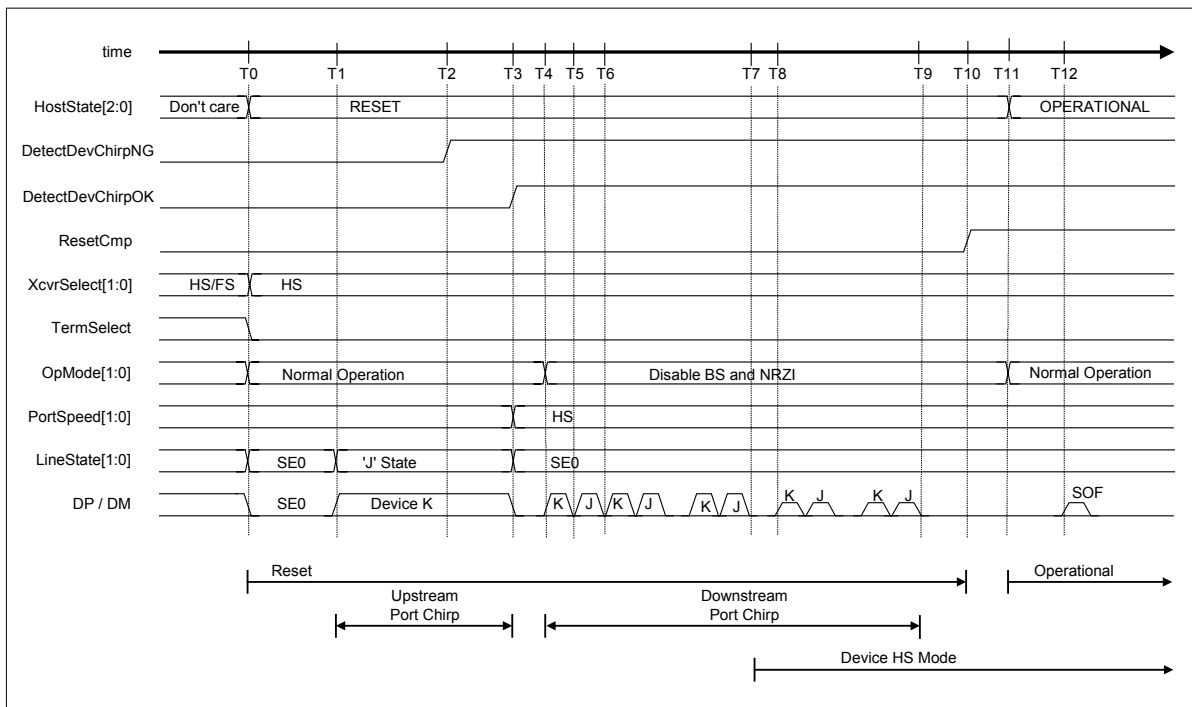 time
T0 T1 T2 T3 T4 T5 T6 T7 T8 T9 T10 T11 T12
HostState[2:0] Don't care RESET OPERATIONAL
DetectDevChirpNG
DetectDevChirpOK
ResetCmp
XcvrSelect[1:0] HS/FS HS
TermSelect
OpMode[1:0] Normal Operation Disable BS and NRZI Normal Operation
PortSpeed[1:0] HS
LineState[1:0] SE0 'J' State SE0
DP / DM SE0 Device K K J K J K J K J K J SOF
Reset Operational
Upstream
Port Chirp
Downstream
Port Chirp
Device HS Mode